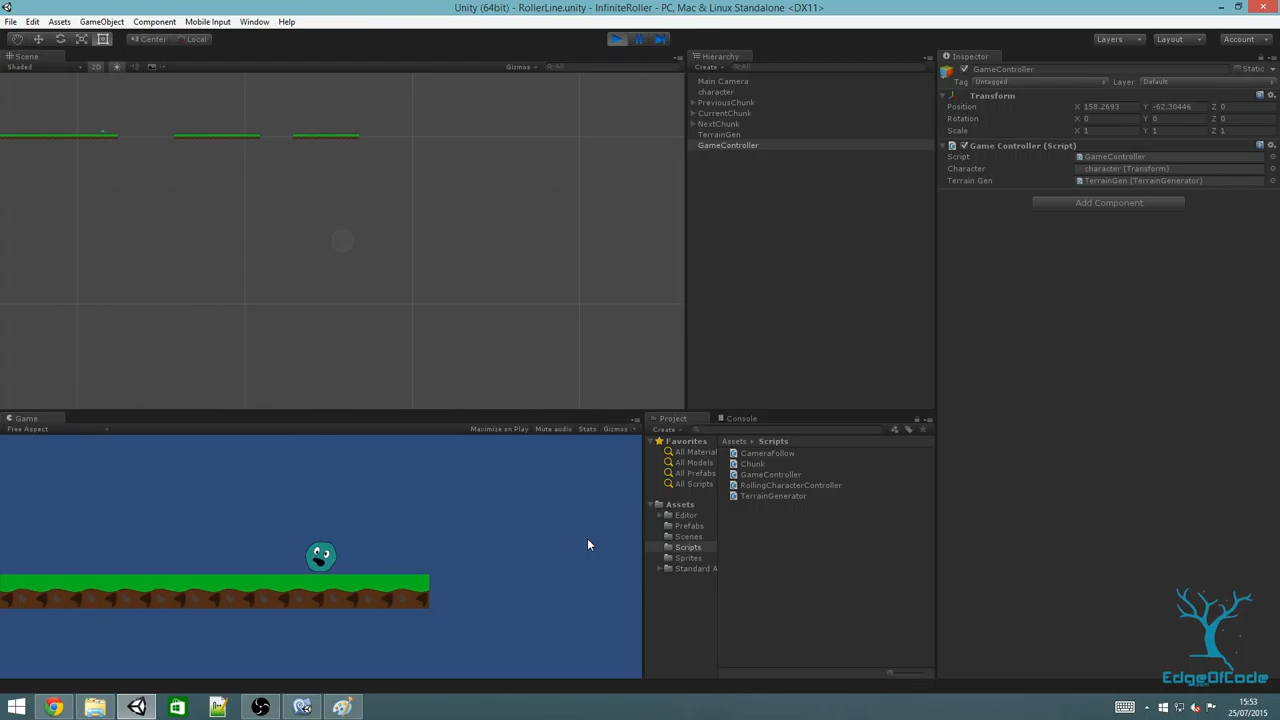 Unity (64bit) - RollerLine.unity - InfiniteRoller - PC, Mac & Linux Standalone <DX11>
File Edit Assets GameObject Component Mobile Input Window Help
Center Local Layers Layout Account
Scene Hierarchy Inspector
Shaded 2D Gizmos All Create All GameController Static
Tag Untagged Layer Default
Main Camera
character
PreviousChunk
CurrentChunk
NextChunk
TerrainGen
GameController
Transform
Position X 158.2693 Y -62.30446 Z 0
Rotation X 0 Y 0 Z 0
Scale X 1 Y 1 Z 1
Game Controller (Script)
Script GameController
Character character (Transform)
Terrain Gen TerrainGen (TerrainGenerator)
Add Component
Game Project Console
Free Aspect Maximize on Play Mute audio Stats Gizmos Create
Favorites
All Material
All Models
All Prefabs
All Scripts
Assets
Editor
Prefabs
Scenes
Scripts
Sprites
Standard A
Assets Scripts
CameraFollow
Chunk
GameController
RollingCharacterController
TerrainGenerator
EdgeOfCode
15:53
25/07/2015